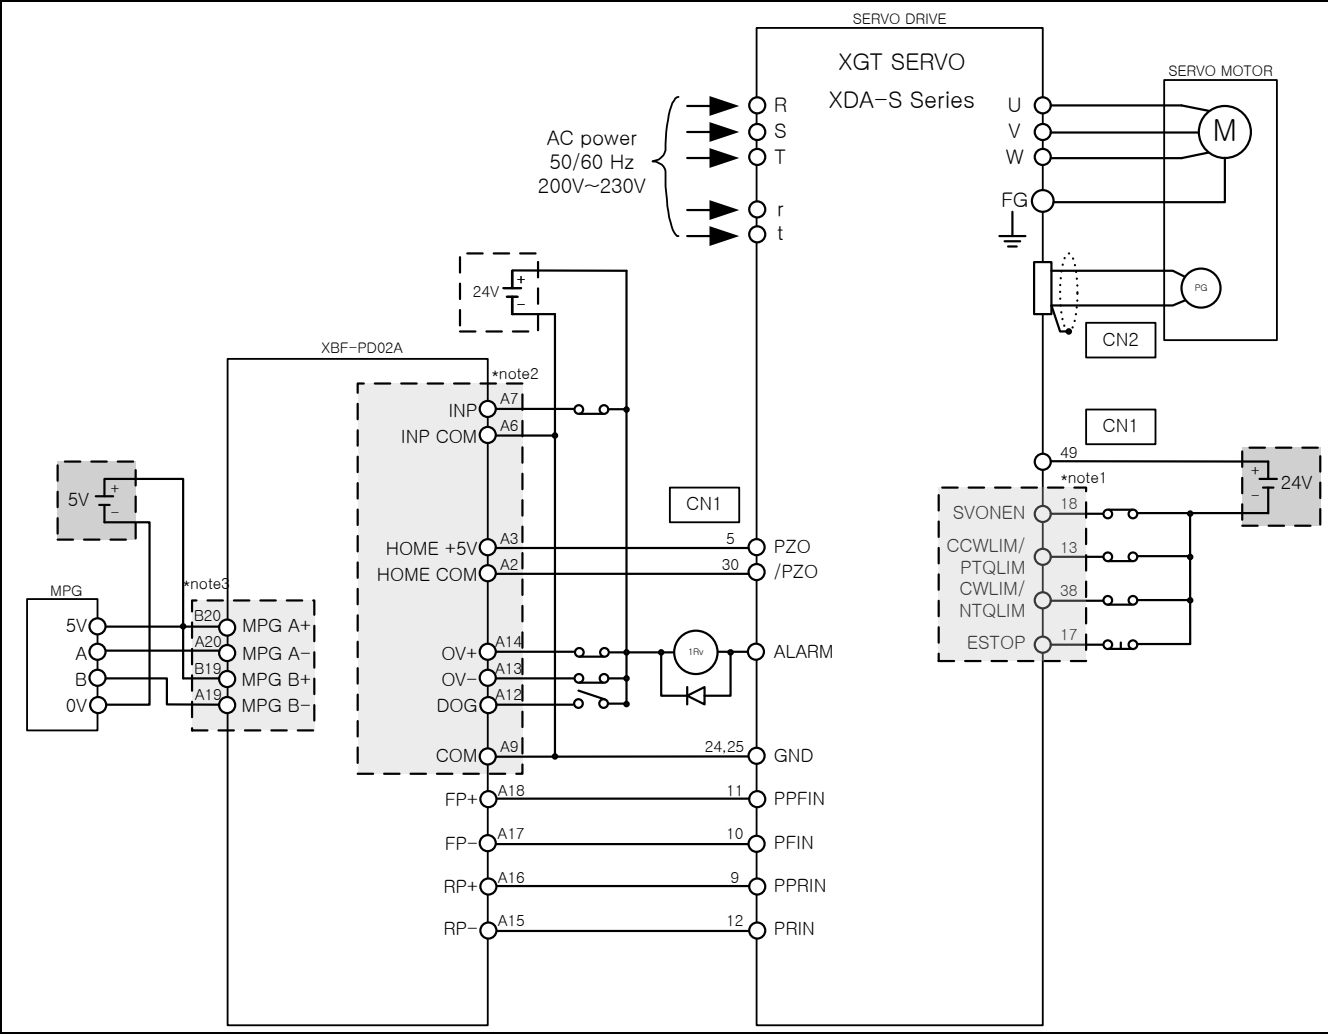 SERVO DRIVE
XGT SERVO
XDA-S Series
SERVO MOTOR
AC power
50/60 Hz
200V~230V
R
S
T
r
t
U
V
W
FG
M
PG
CN2
24V
+
-
XBF-PD02A
*note2
INP
A7
INP COM
A6
HOME +5V
A3
HOME COM
A2
OV+
A14
OV-
A13
DOG
A12
COM
A9
FP+
A18
FP-
A17
RP+
A16
RP-
A15
5V
+
-
*note3
MPG
5V
A
B
0V
B20
MPG A+
A20
MPG A-
B19
MPG B+
A19
MPG B-
CN1
5
PZO
30
/PZO
1Rv
ALARM
24,25
GND
11
PPFIN
10
PFIN
9
PPRIN
12
PRIN
CN1
49
*note1
24V
+
-
SVONEN
18
CCWLIM/
PTQLIM
13
CWLIM/
NTQLIM
38
ESTOP
17